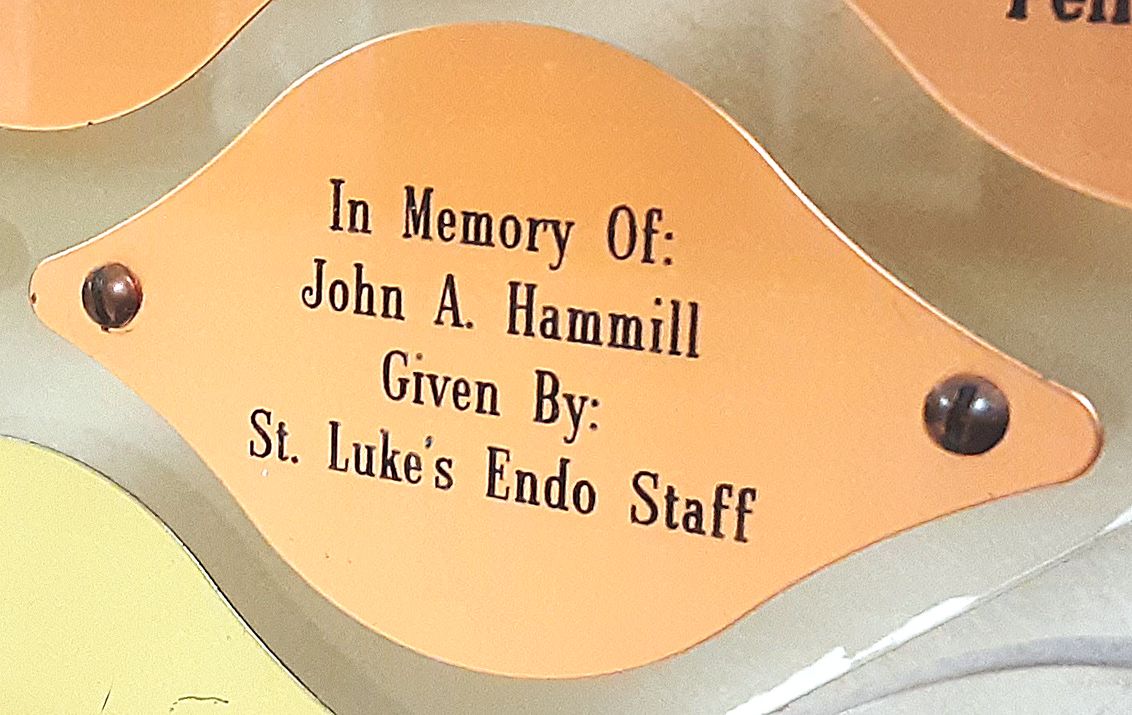 In Memory Of:
John A. Hammill
Given By:
St. Luke's Endo Staff